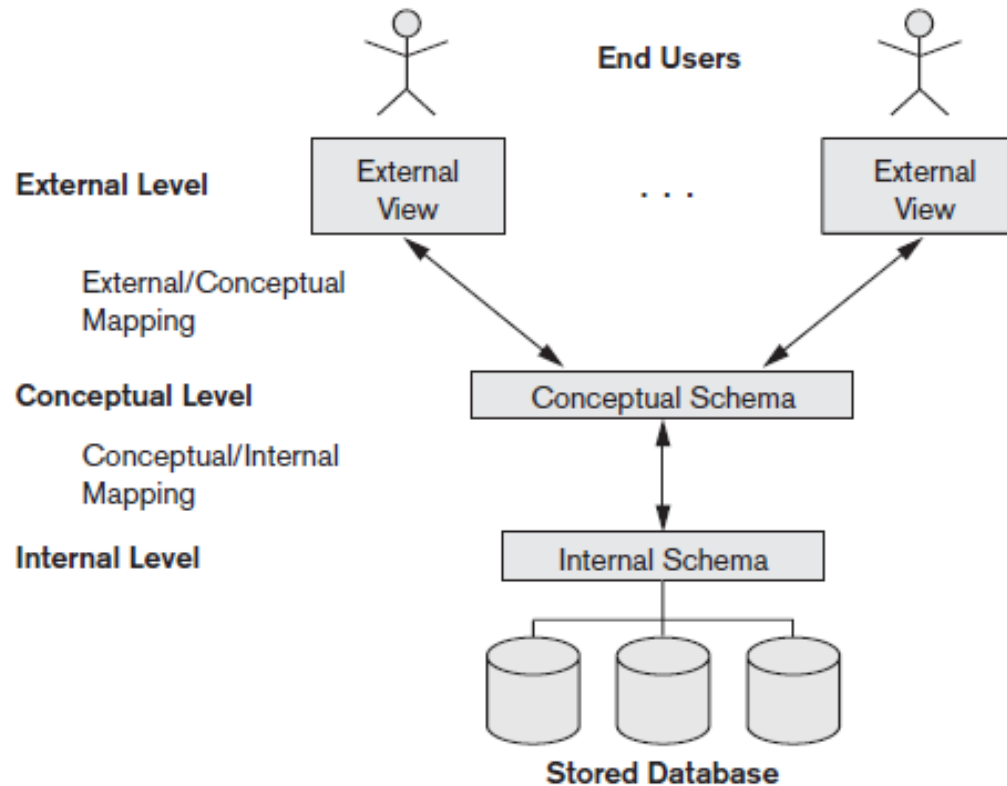 End Users
External Level
External
View
. . .
External
View
External/Conceptual
Mapping
Conceptual Level
Conceptual Schema
Conceptual/Internal
Mapping
Internal Level
Internal Schema
Stored Database